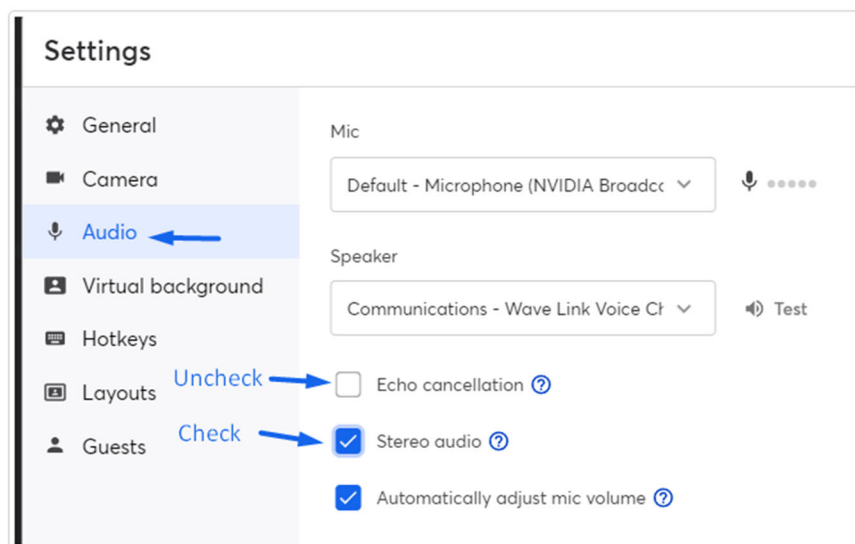 Settings
General
Camera
Audio
Virtual background
Hotkeys
Layouts
Guests
Mic
Default - Microphone (NVIDIA Broadc
Speaker
Communications - Wave Link Voice Ch
Test
Uncheck
Echo cancellation ?
Check
Stereo audio ?
Automatically adjust mic volume ?